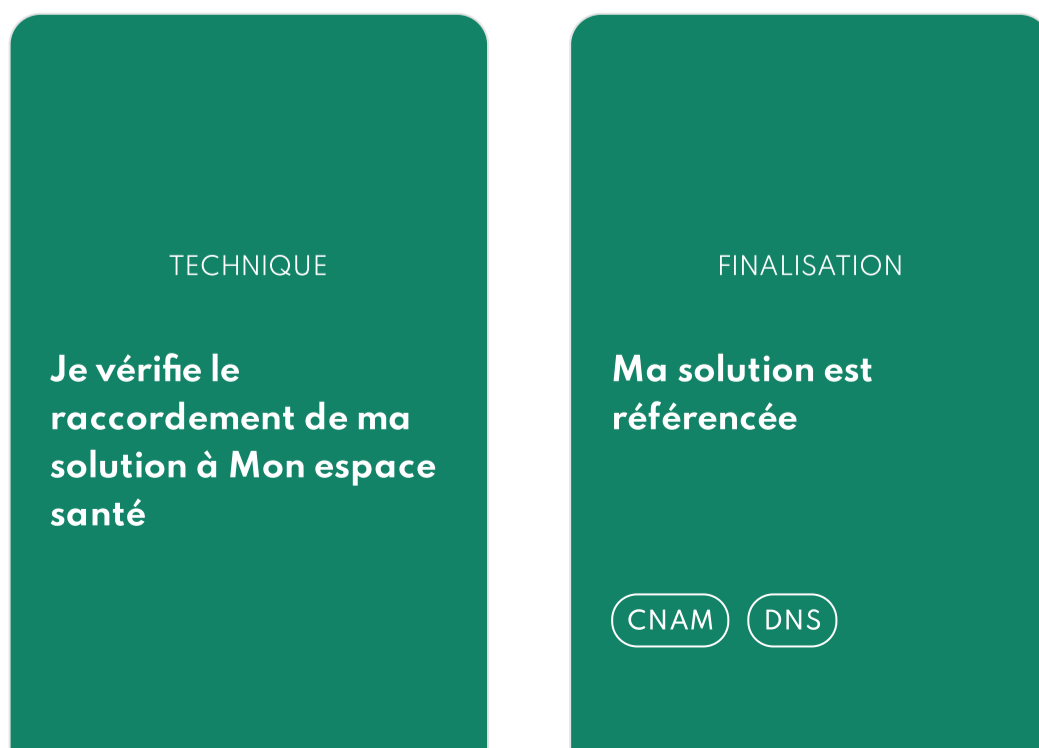 TECHNIQUE
Je vérifie le
raccordement de ma
solution à Mon espace
santé
FINALISATION
Ma solution est
référencée
CNAM
DNS